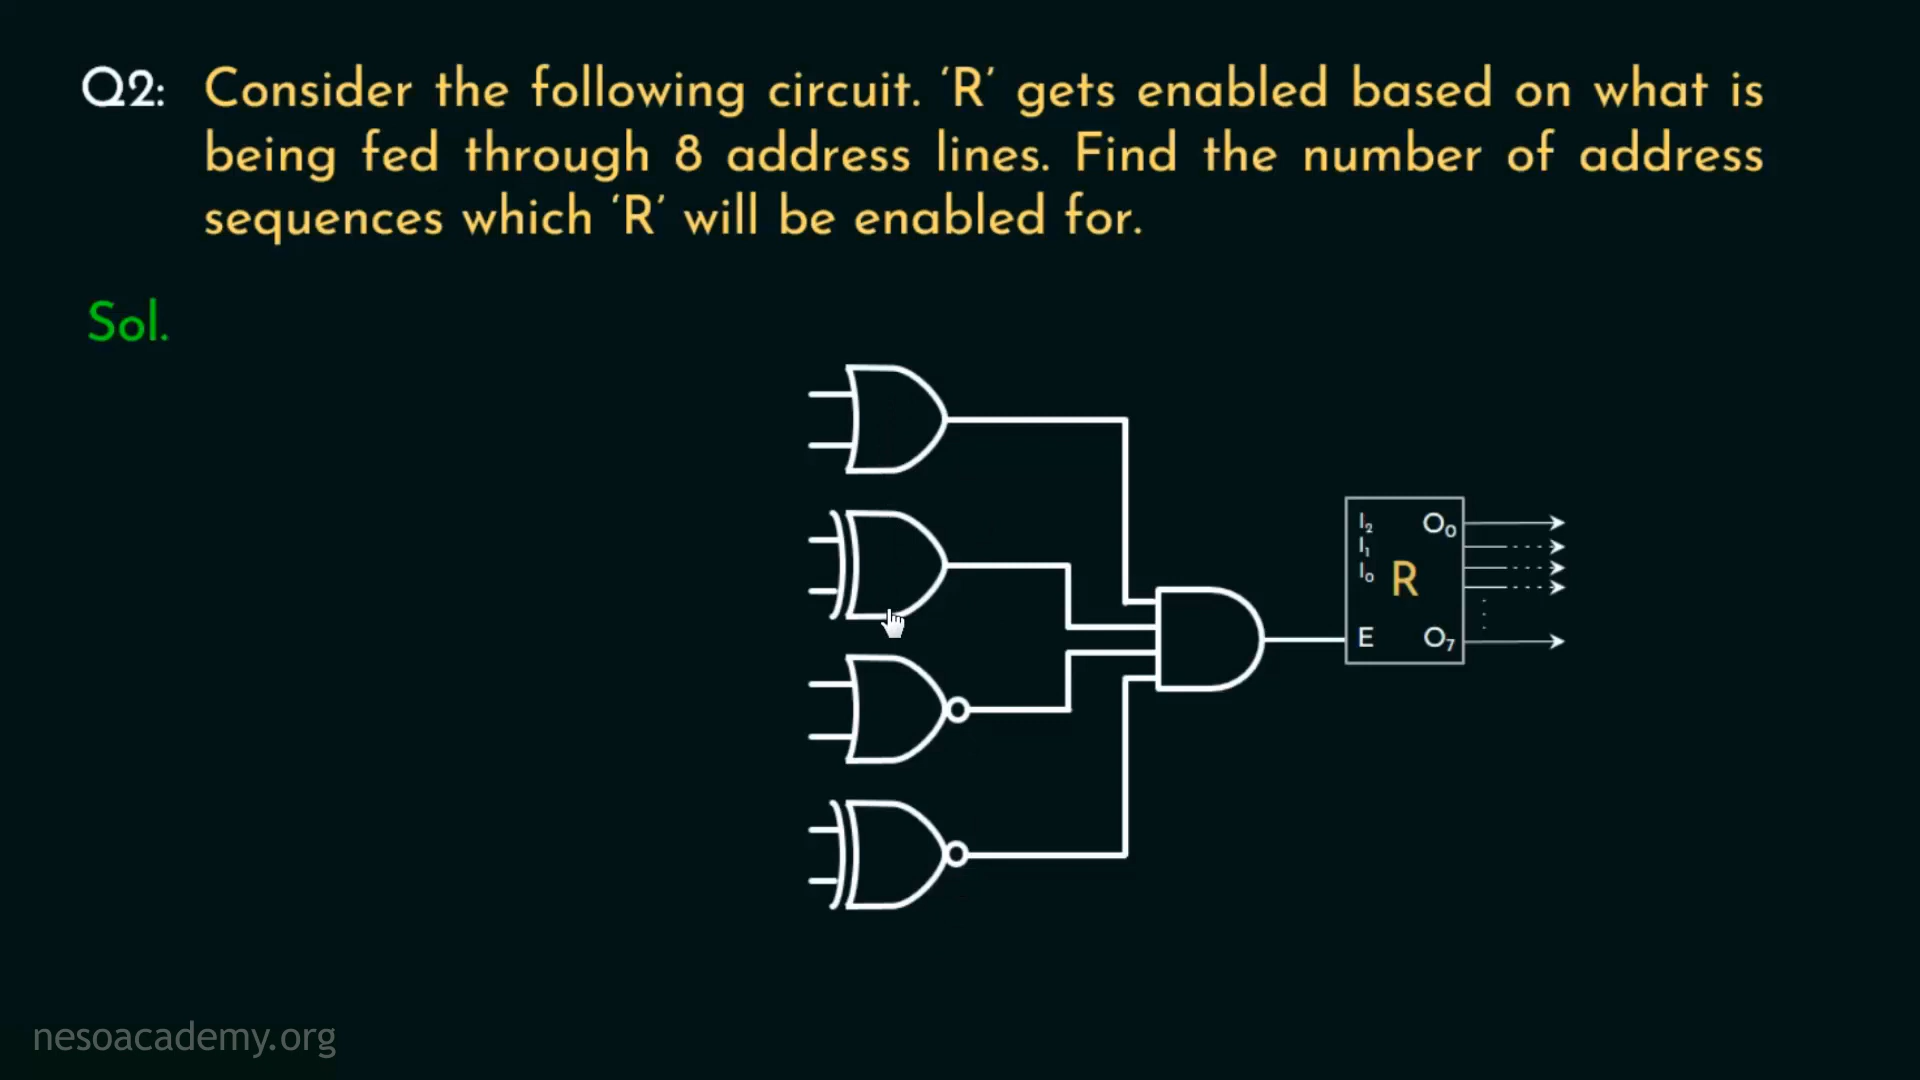 Q2: Consider the following circuit. ‘R’ gets enabled based on what is
being fed through 8 address lines. Find the number of address
sequences which ‘R’ will be enabled for.
Sol.
I₂ O₀
I₁
I₀ R
E O₇
nesoacademy.org